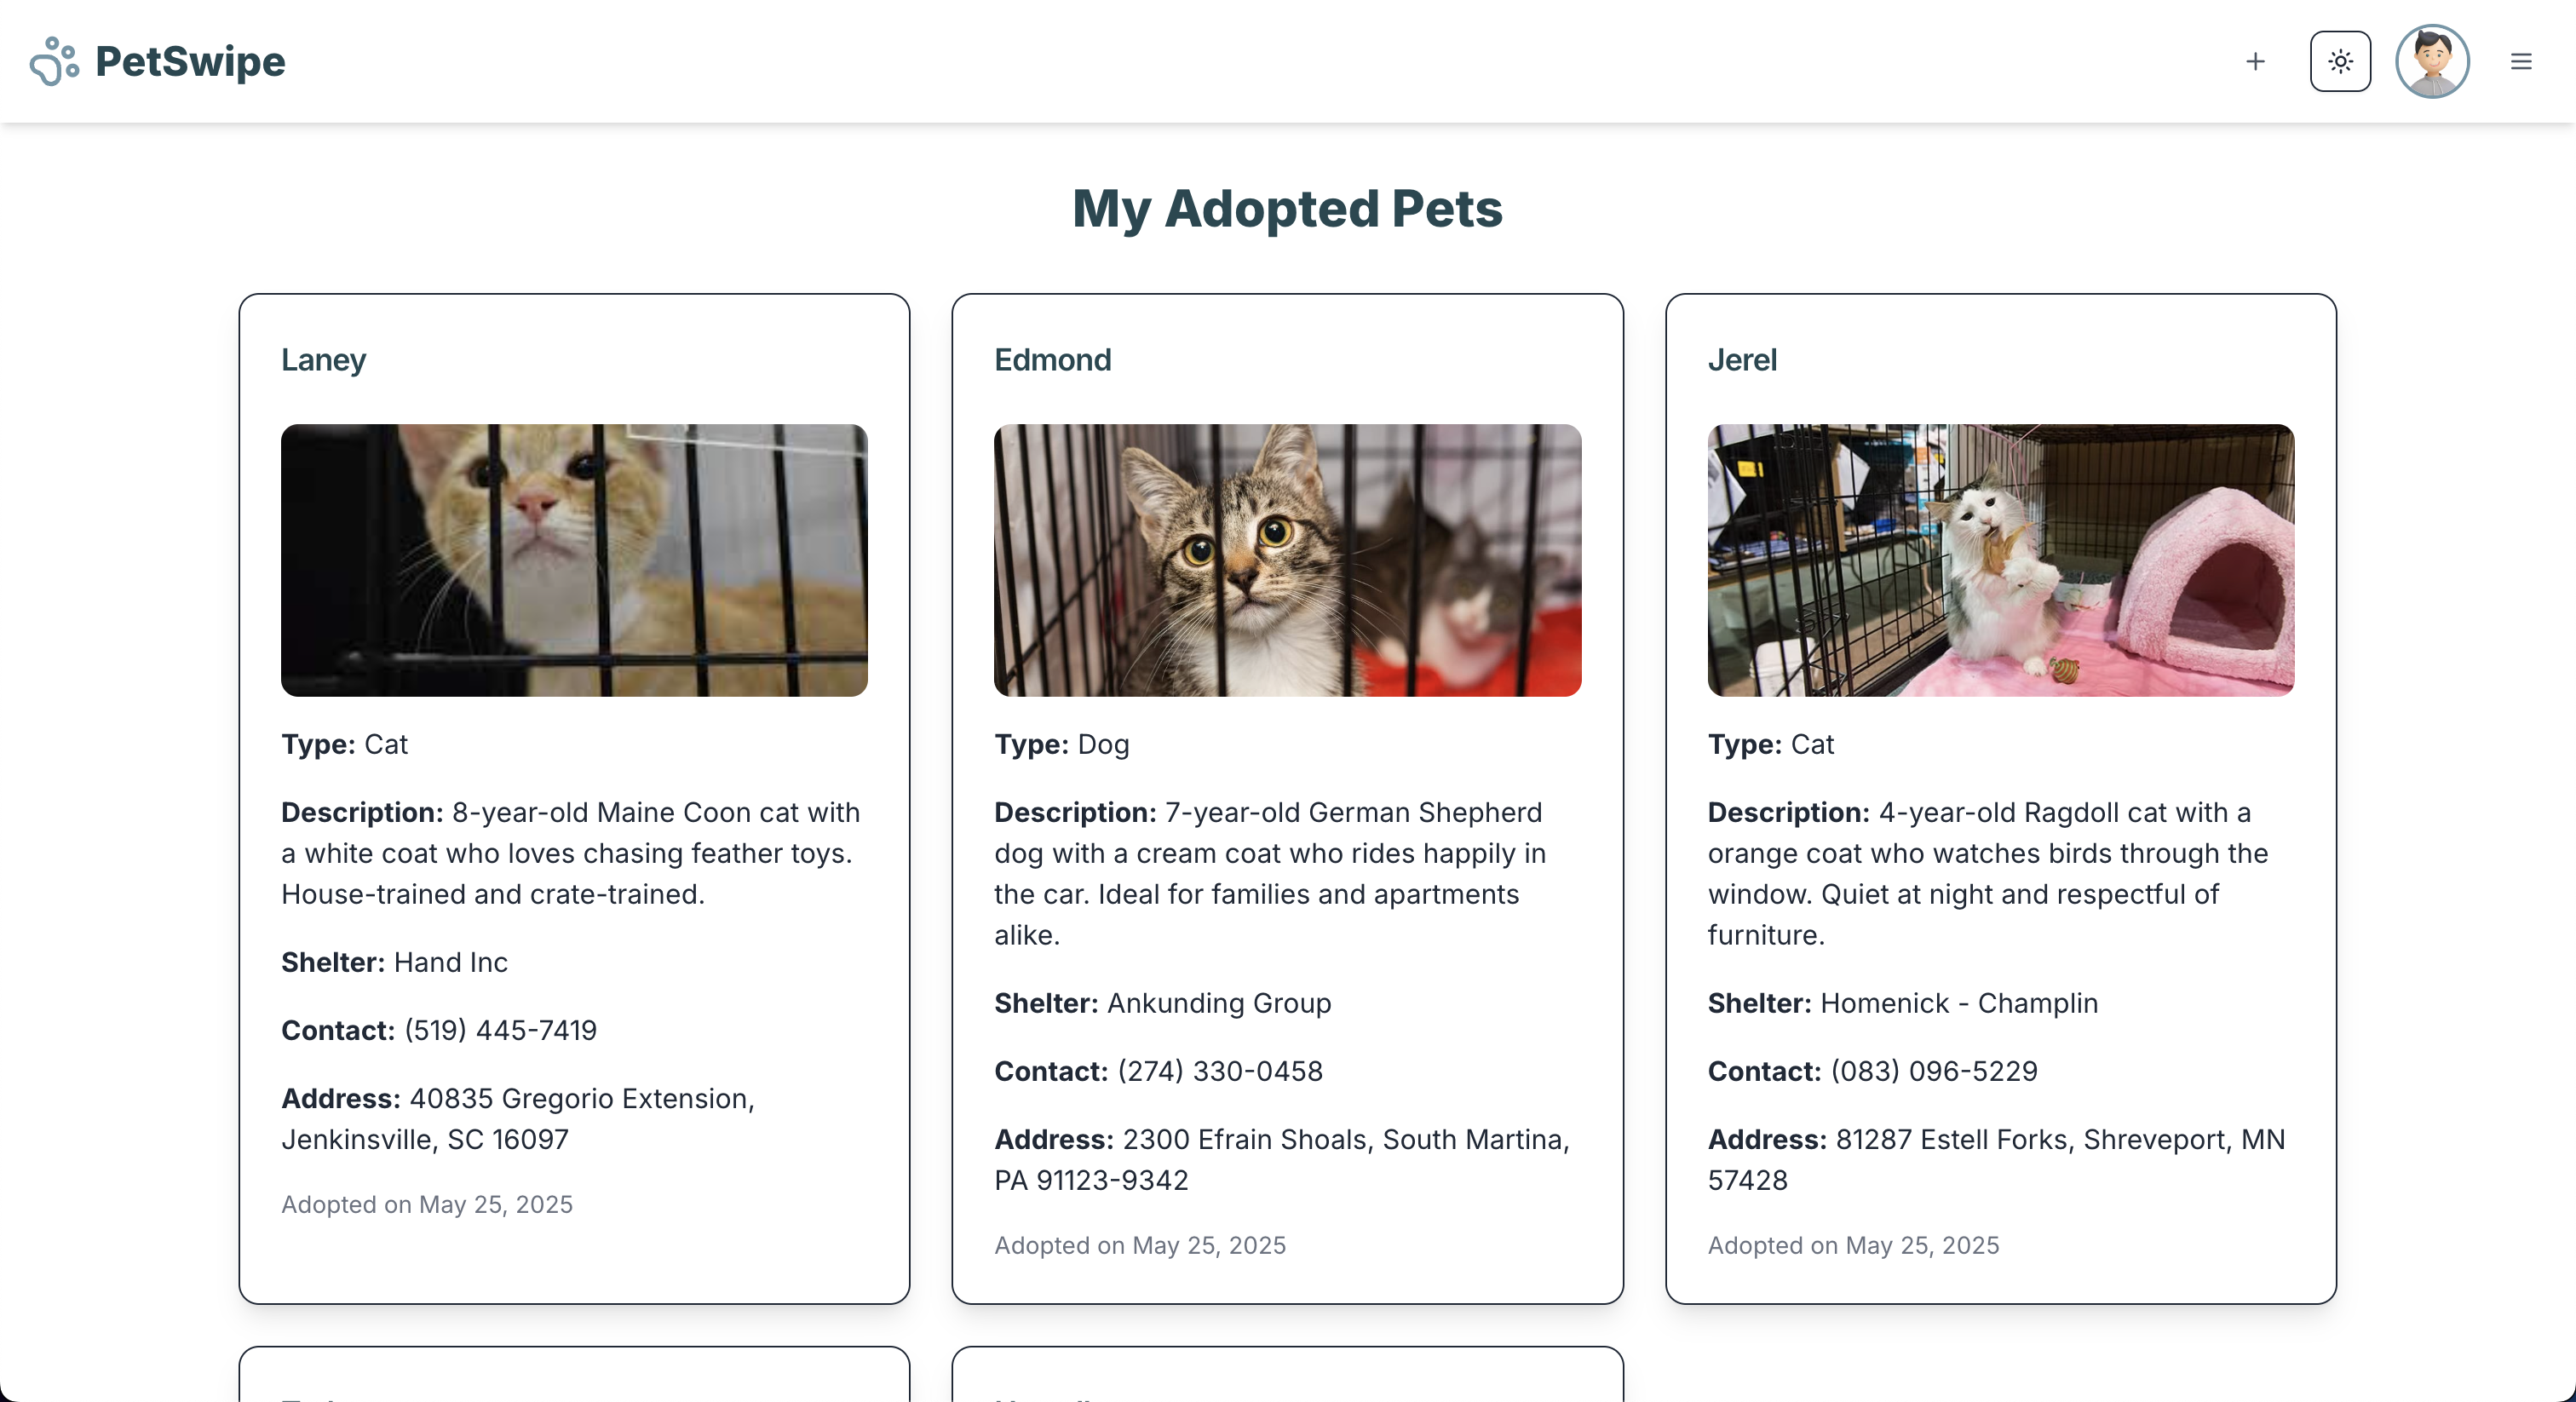 PetSwipe
My Adopted Pets
Laney
Type: Cat
Description: 8-year-old Maine Coon cat with
a white coat who loves chasing feather toys.
House-trained and crate-trained.
Shelter: Hand Inc
Contact: (519) 445-7419
Address: 40835 Gregorio Extension,
Jenkinsville, SC 16097
Adopted on May 25, 2025
Edmond
Type: Dog
Description: 7-year-old German Shepherd
dog with a cream coat who rides happily in
the car. Ideal for families and apartments
alike.
Shelter: Ankunding Group
Contact: (274) 330-0458
Address: 2300 Efrain Shoals, South Martina,
PA 91123-9342
Adopted on May 25, 2025
Jerel
Type: Cat
Description: 4-year-old Ragdoll cat with a
orange coat who watches birds through the
window. Quiet at night and respectful of
furniture.
Shelter: Homenick - Champlin
Contact: (083) 096-5229
Address: 81287 Estell Forks, Shreveport, MN
57428
Adopted on May 25, 2025